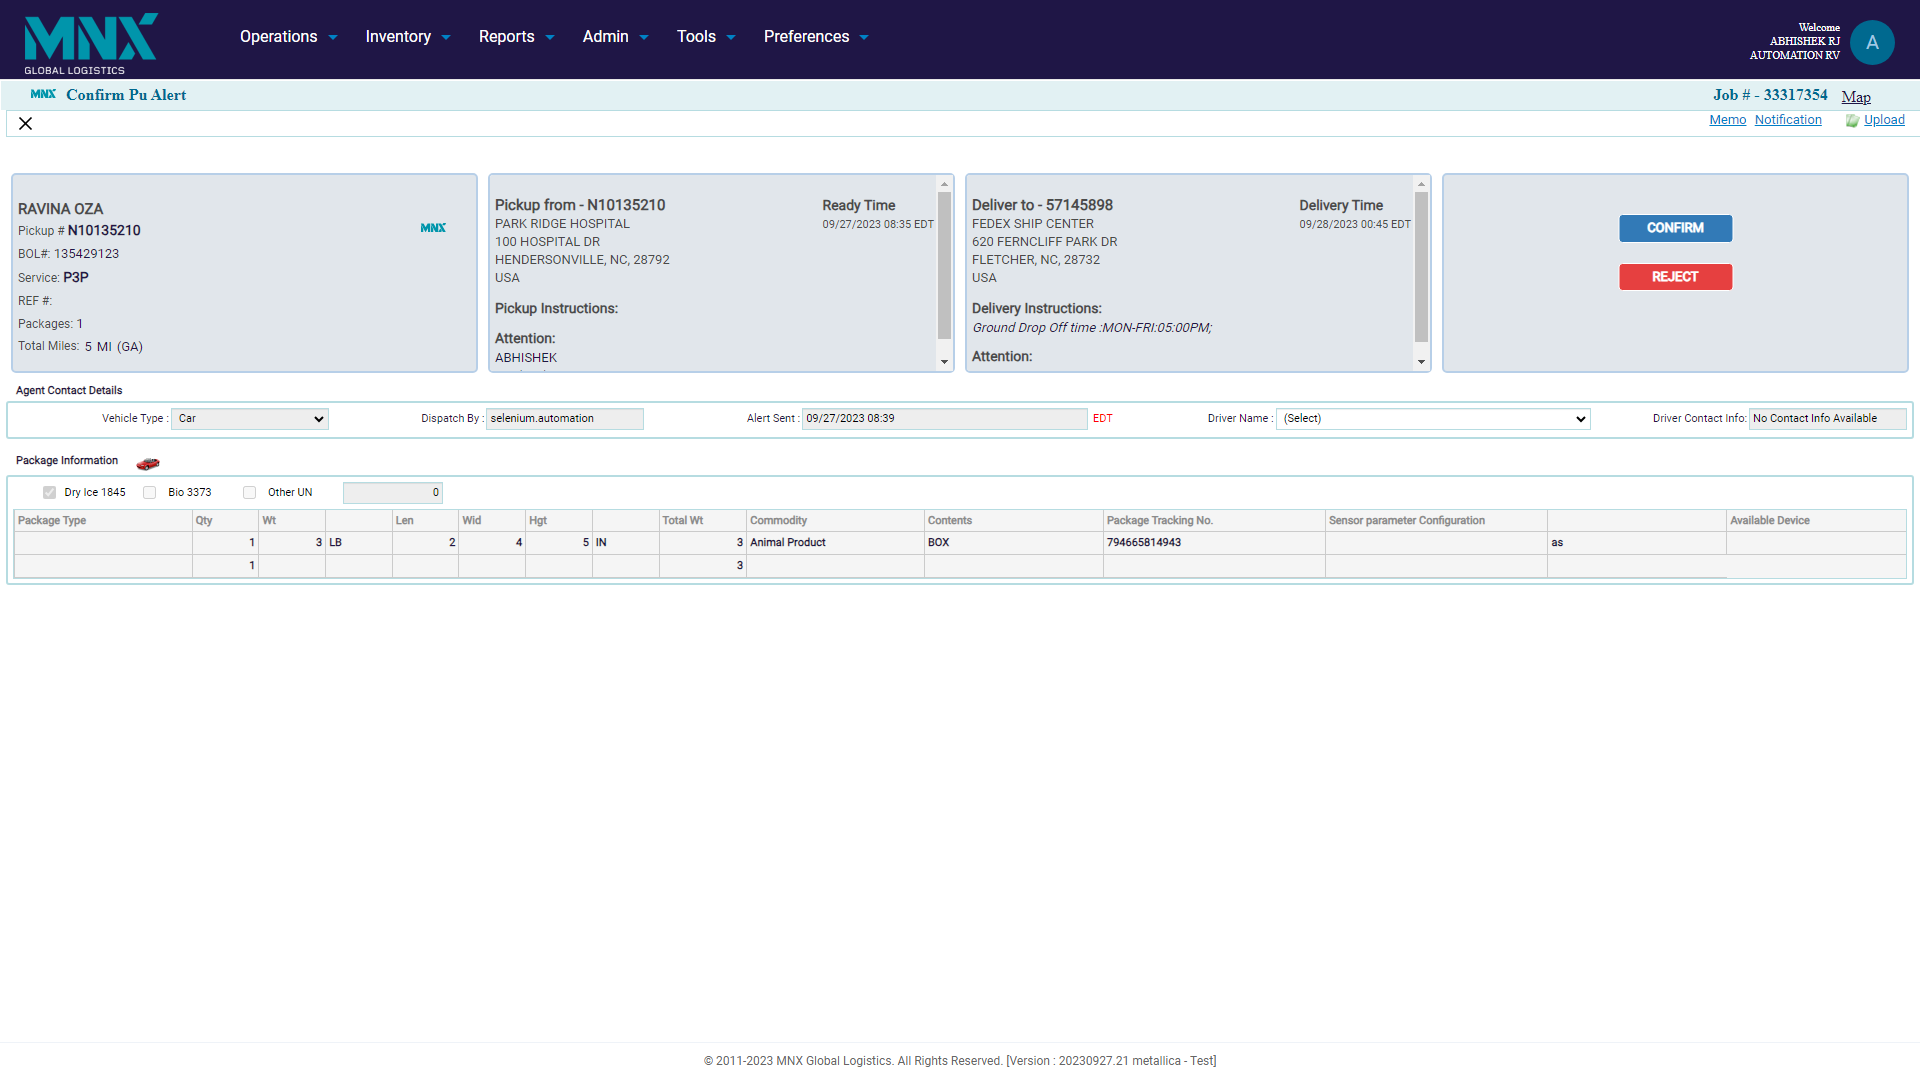 MNX
GLOBAL LOGISTICS
Operations Inventory Reports Admin Tools Preferences
Welcome
ABHISHEK RJ
AUTOMATION RV
A
MNX Confirm Pu Alert
Job # - 33317354 Map
Memo Notification Upload
RAVINA OZA
Pickup # N10135210
MNX
BOL#: 135429123
Service: P3P
REF #:
Packages: 1
Total Miles: 5 MI (GA)
Pickup from - N10135210
PARK RIDGE HOSPITAL
100 HOSPITAL DR
HENDERSONVILLE, NC, 28792
USA
Ready Time
09/27/2023 08:35 EDT
Pickup Instructions:
Attention:
ABHISHEK
Deliver to - 57145898
FEDEX SHIP CENTER
620 FERNCLIFF PARK DR
FLETCHER, NC, 28732
USA
Delivery Time
09/28/2023 00:45 EDT
Delivery Instructions:
Ground Drop Off time :MON-FRI:05:00PM;
Attention:
CONFIRM
REJECT
Agent Contact Details
Vehicle Type : Car Dispatch By : selenium.automation Alert Sent : 09/27/2023 08:39 EDT Driver Name : (Select) Driver Contact Info: No Contact Info Available
Package Information
Dry Ice 1845 Bio 3373 Other UN 0
Package Type Qty Wt Len Wid Hgt Total Wt Commodity Contents Package Tracking No. Sensor parameter Configuration Available Device
1 3 LB 2 4 5 IN 3 Animal Product BOX 794665814943 as
1 3
© 2011-2023 MNX Global Logistics. All Rights Reserved. [Version : 20230927.21 metallica - Test]